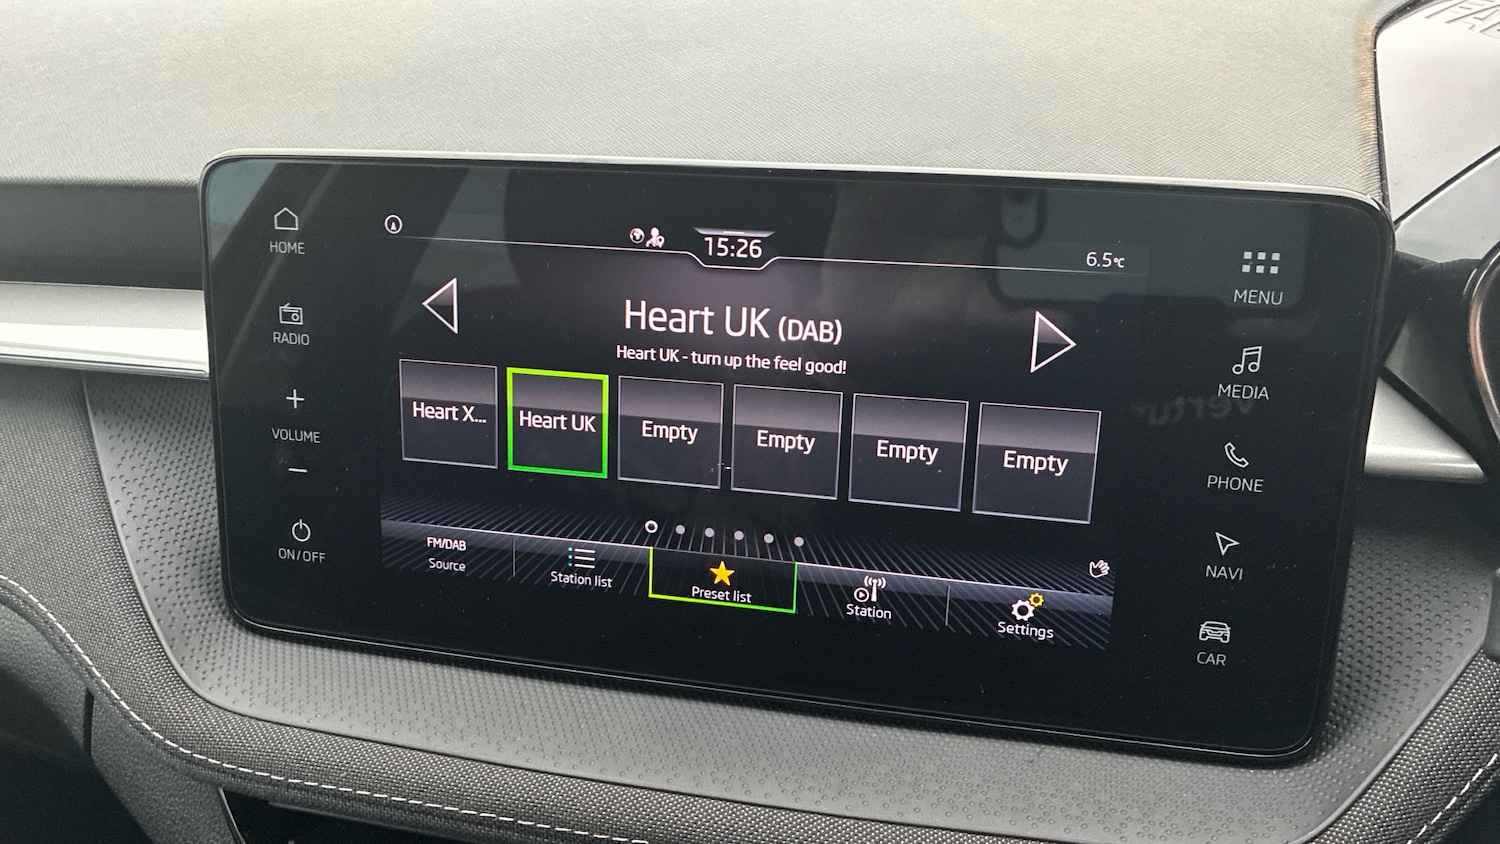 HOME
RADIO
+
VOLUME
−
ON/OFF
15:26
6.5°C
Heart UK (DAB)
Heart UK - turn up the feel good!
Heart X...
Heart UK
Empty
Empty
Empty
Empty
FM/DAB
Source
Station list
Preset list
Station
Settings
MENU
MEDIA
PHONE
NAVI
CAR